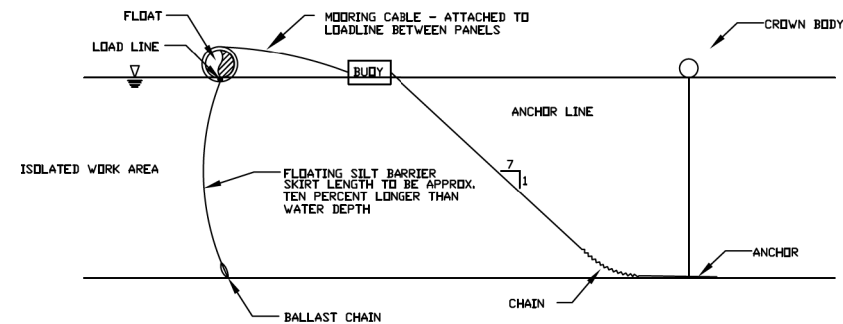 FLOAT
MOORING CABLE - ATTACHED TO
LOADLINE BETWEEN PANELS
CROWN BODY
LOAD LINE
BUOY
ANCHOR LINE
ISOLATED WORK AREA
FLOATING SILT BARRIER
SKIRT LENGTH TO BE APPROX.
TEN PERCENT LONGER THAN
WATER DEPTH
7
1
ANCHOR
CHAIN
BALLAST CHAIN